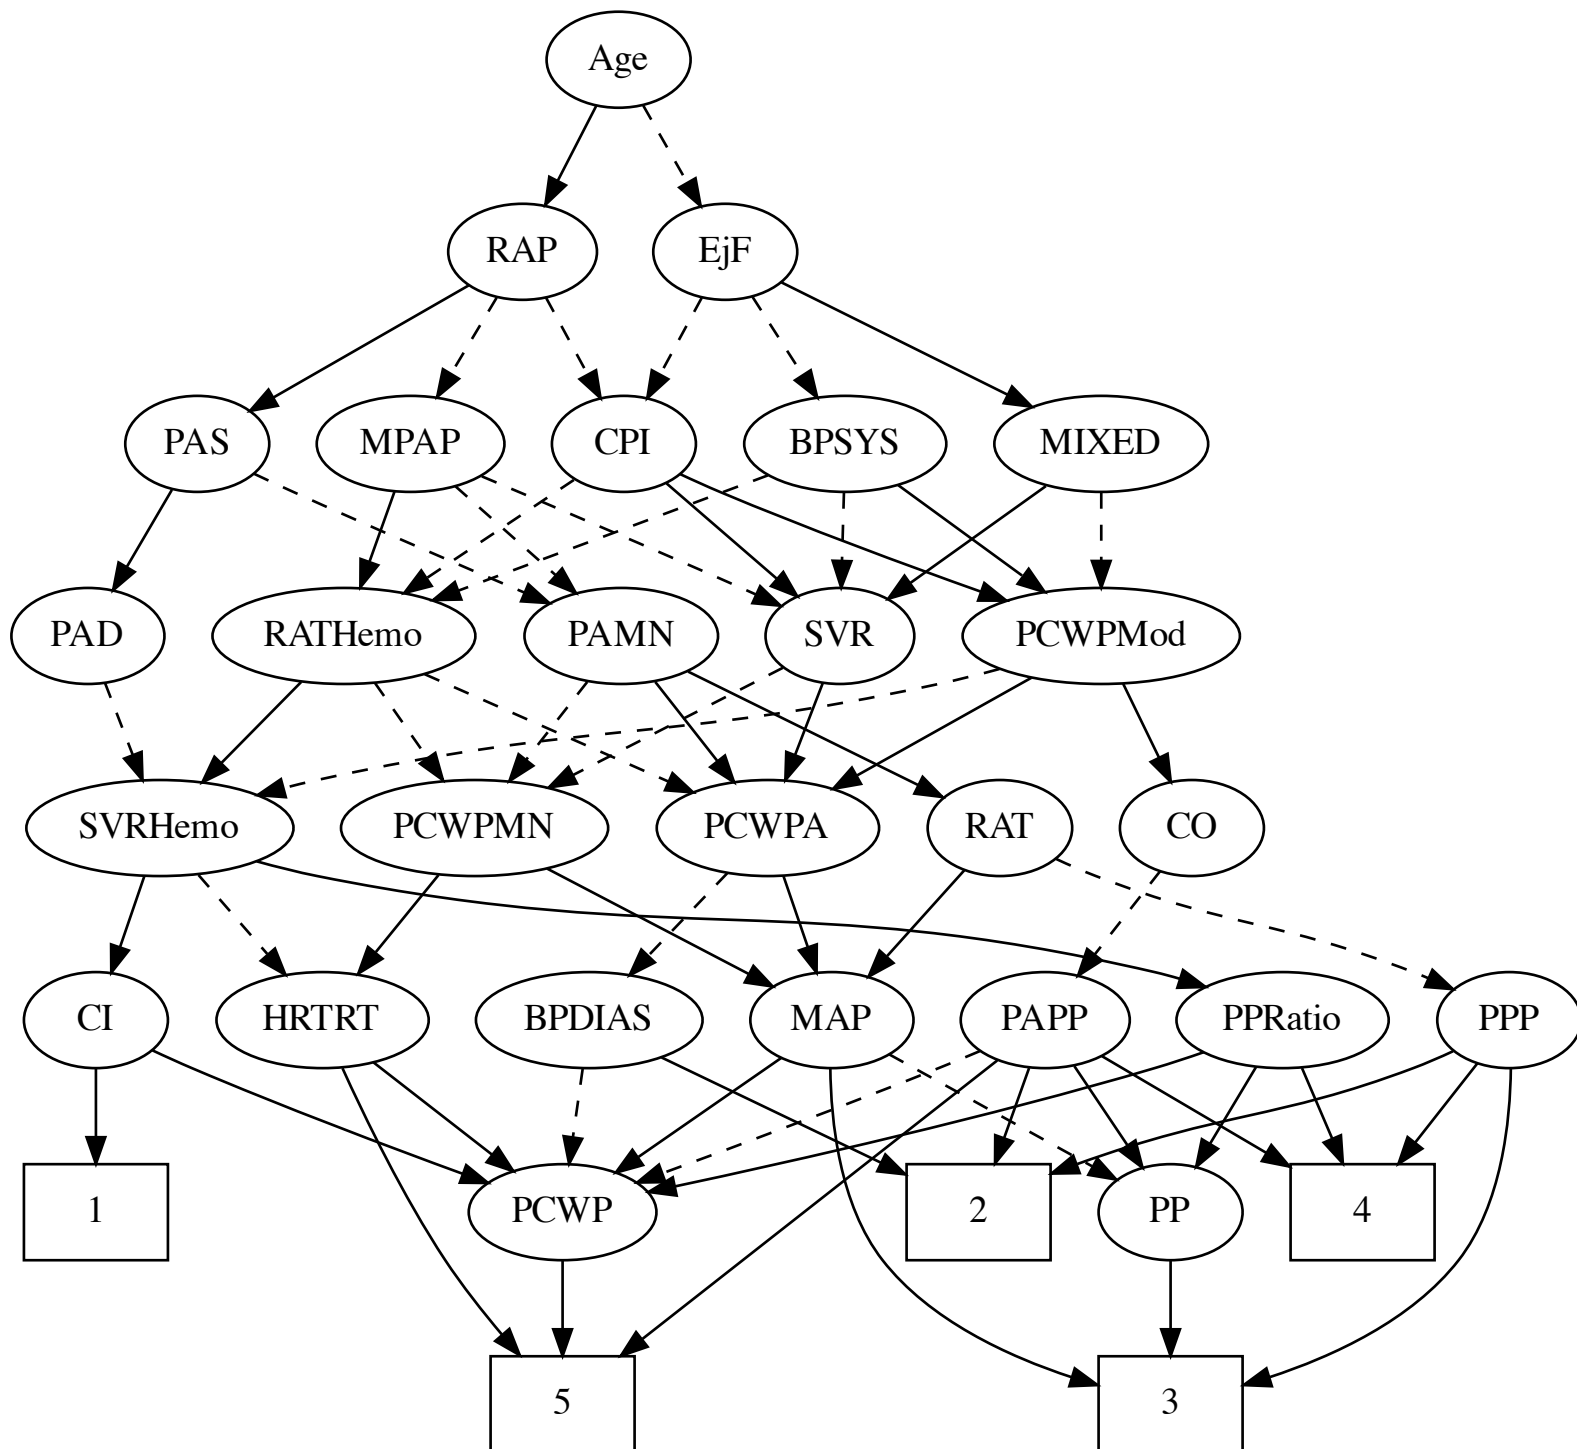 Age
RAP
EjF
PAS
MPAP
CPI
BPSYS
MIXED
PAD
RATHemo
PAMN
SVR
PCWPMod
SVRHemo
PCWPMN
PCWPA
RAT
CO
CI
HRTRT
BPDIAS
MAP
PAPP
PPRatio
PPP
1
PCWP
2
PP
4
5
3